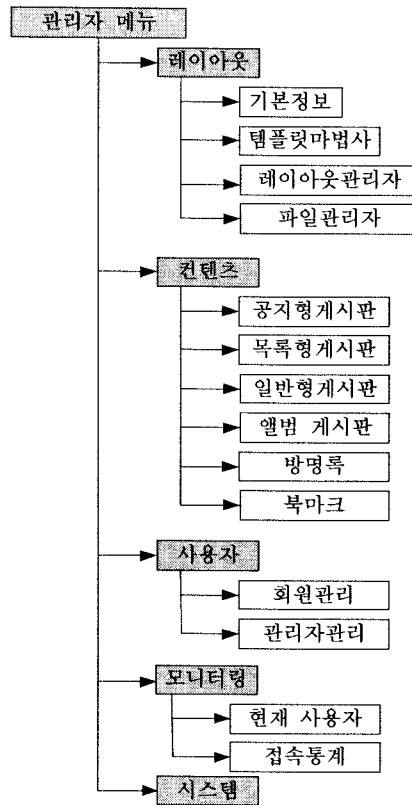 관리자 메뉴
레이아웃
기본정보
템플릿마법사
레이아웃관리자
파일관리자
컨텐츠
공지형게시판
목록형게시판
일반형게시판
앨범 게시판
방명록
북마크
사용자
회원관리
관리자관리
모니터링
현재 사용자
접속통계
시스템